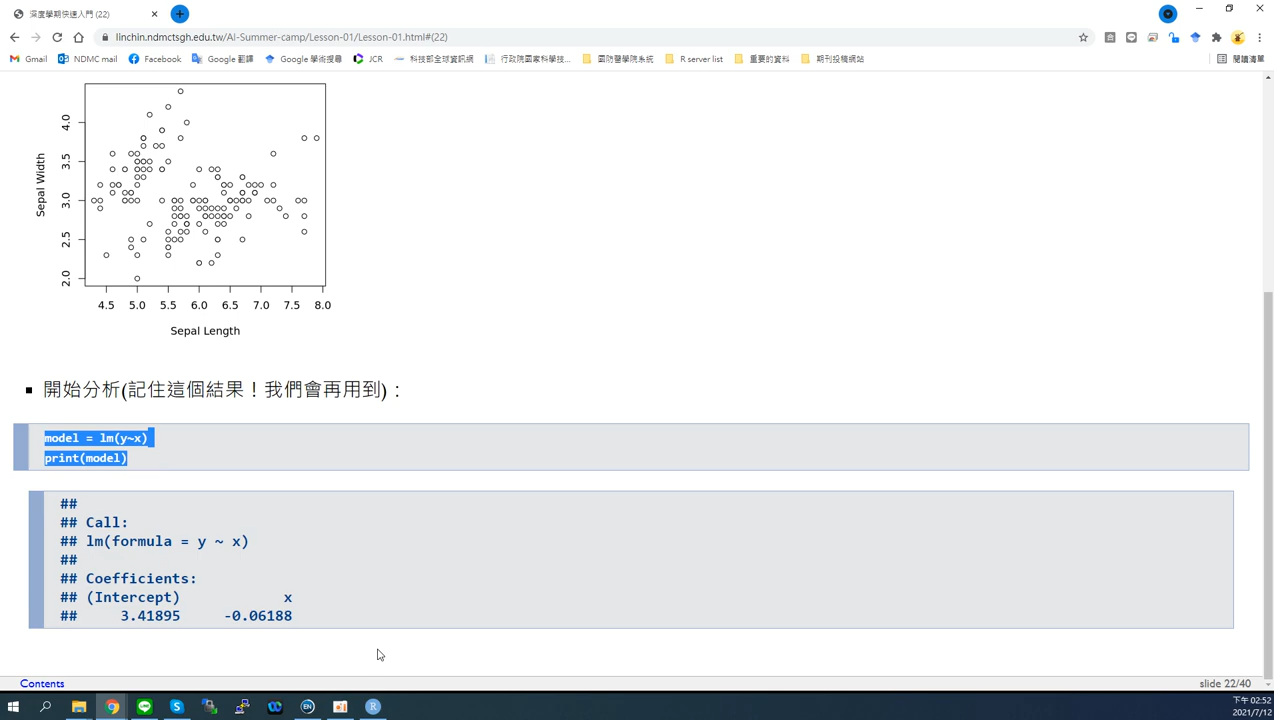 深度學期快速入門 (22)
linchin.ndmctsgh.edu.tw/AI-Summer-camp/Lesson-01/Lesson-01.html#(22)
Gmail
NDMC mail
Facebook
Google 翻譯
Google 學術搜尋
JCR
科技部全球資訊網
行政院國家科學技...
國防醫學院系統
R server list
重要的資料
期刊投稿網站
閱讀清單
Sepal Width
4.0
3.5
3.0
2.5
2.0
4.5 5.0 5.5 6.0 6.5 7.0 7.5 8.0
Sepal Length
開始分析(記住這個結果！我們會再用到)：
model = lm(y~x)
print(model)
##
## Call:
## lm(formula = y ~ x)
##
## Coefficients:
## (Intercept) x
## 3.41895 -0.06188
Contents
slide 22/40
下午 02:52
2021/7/12